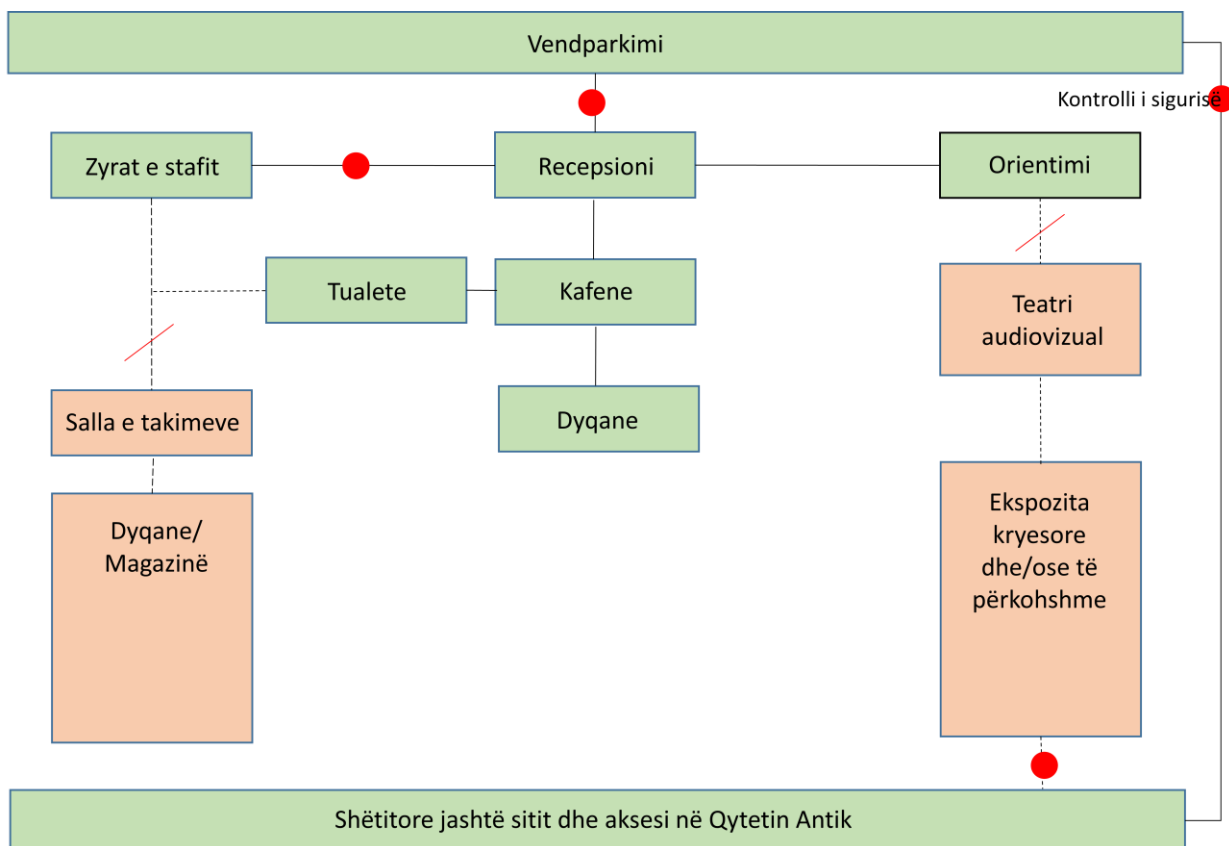 Vendparkimi
Kontrolli i sigurisë
Zyrat e stafit
Recepsioni
Orientimi
Tualete
Kafene
Teatri
audiovizual
Salla e takimeve
Dyqane
Dyqane/
Magazinë
Ekspozita
kryesore
dhe/ose të
përkohshme
Shëtitore jashtë sitit dhe aksesi në Qytetin Antik